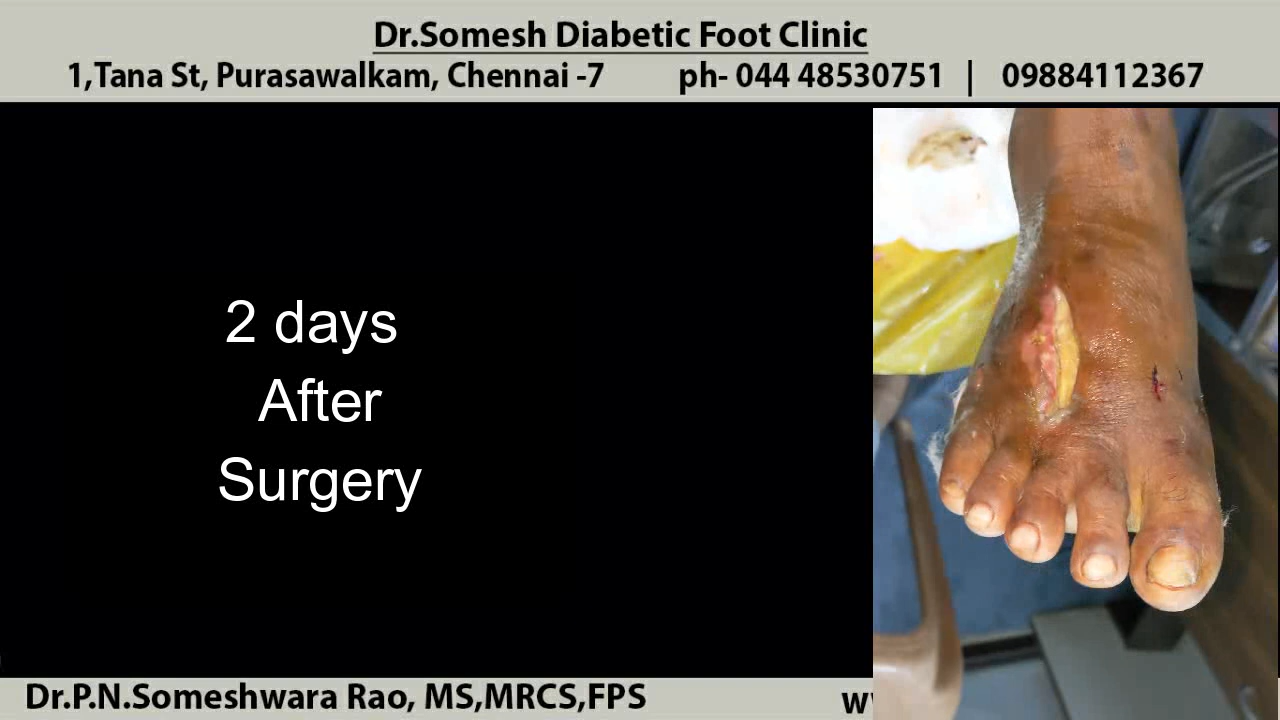 Dr.Somesh Diabetic Foot Clinic
1,Tana St, Purasawalkam, Chennai -7 ph- 044 48530751 | 09884112367
2 days
After
Surgery
Dr.P.N.Someshwara Rao, MS,MRCS,FPS